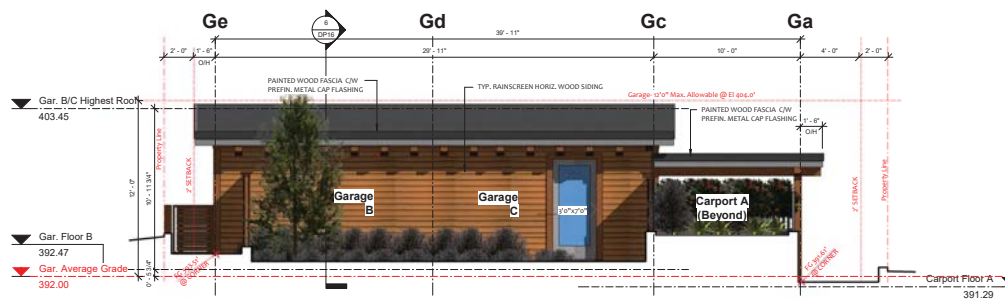 Ge
6
DP16
Gd
Gc
Ga
39' - 11"
2' - 0"
1' - 6"
O/H
29' - 11"
10' - 0"
4' - 0"
2' - 0"
PAINTED WOOD FASCIA C/W
PREFIN. METAL CAP FLASHING
TYP. RAINSCREEN HORIZ. WOOD SIDING
Garage- 12'0" Max. Allowable @ El 404.0'
PAINTED WOOD FASCIA C/W
PREFIN. METAL CAP FLASHING
1' - 6"
O/H
Gar. B/C Highest Roof
403.45
Property Line
2' SETBACK
12' - 0"
10' - 11 3/4"
Garage
B
Garage
C
3'0"x7'0"
Carport A
(Beyond)
2' SETBACK
Property Line
Gar. Floor B
392.47
Gar. Average Grade
392.00
0' - 5 3/4"
@ CORNER
@ CORNER
Carport Floor A
391.29